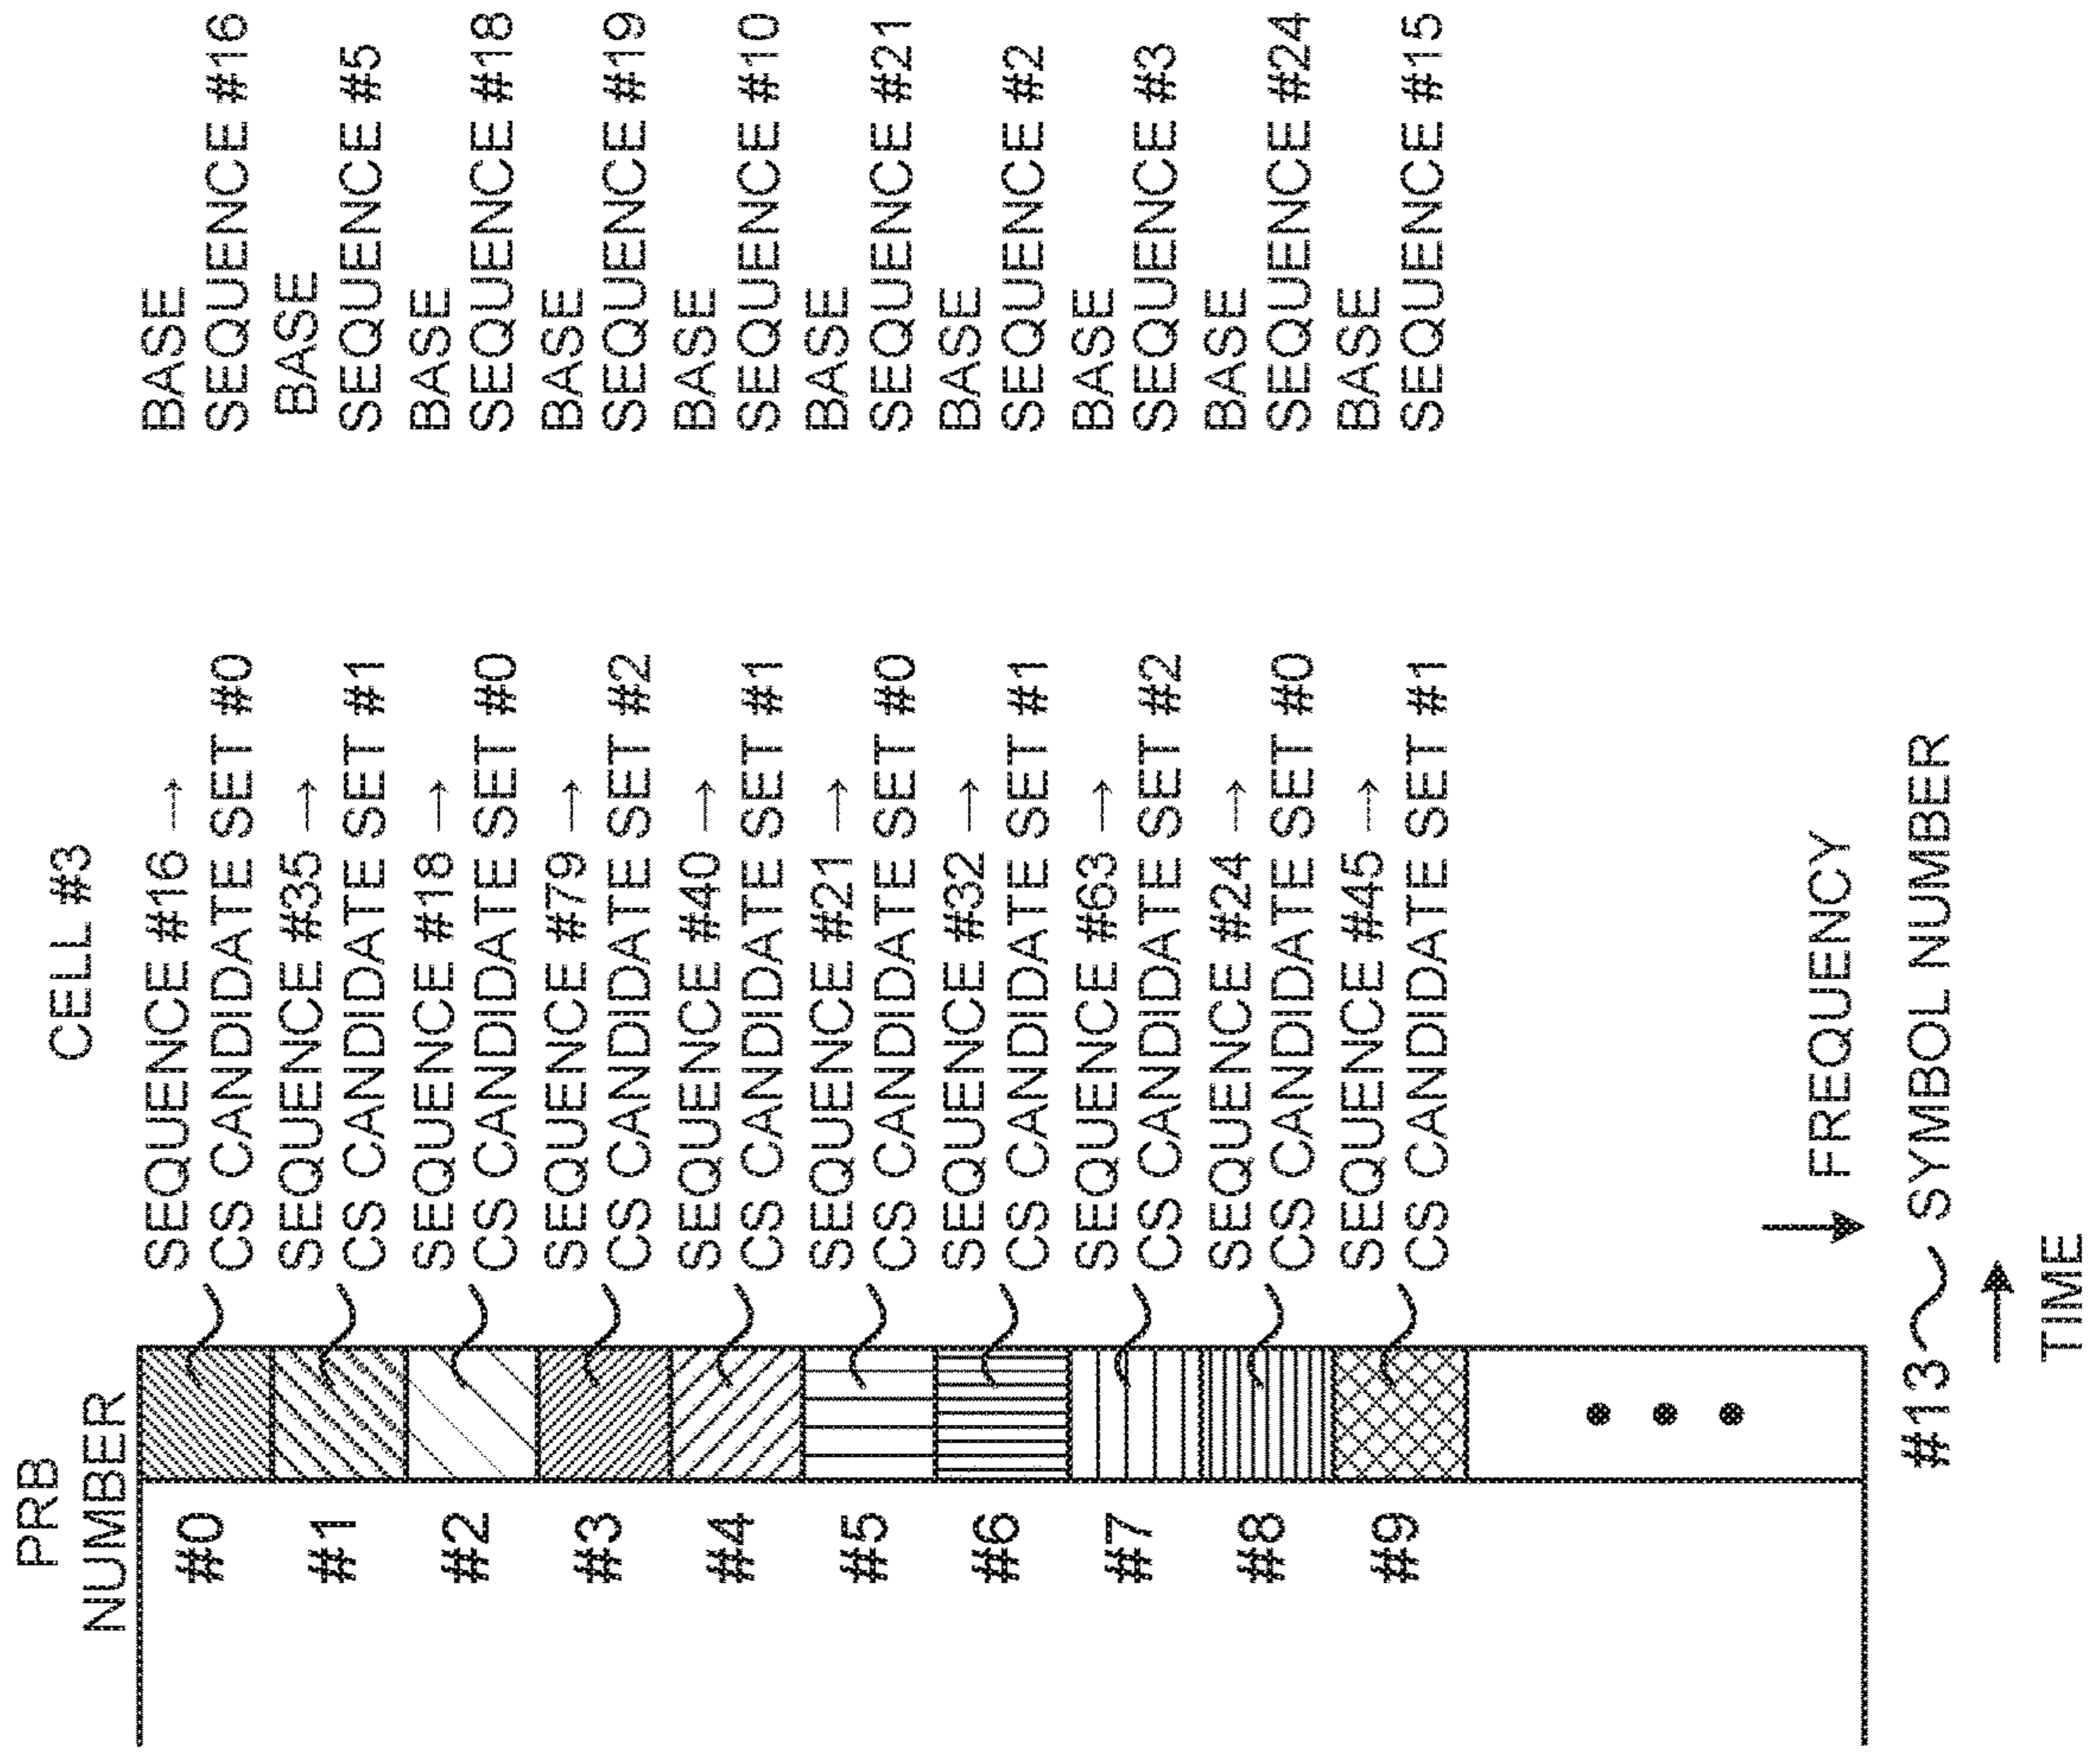 CELL #3
PRB
NUMBER
#0
SEQUENCE #16 →
CS CANDIDATE SET #0
BASE
SEQUENCE #16
#1
SEQUENCE #35 →
CS CANDIDATE SET #1
BASE
SEQUENCE #5
#2
SEQUENCE #18 →
CS CANDIDATE SET #0
BASE
SEQUENCE #18
#3
SEQUENCE #79 →
CS CANDIDATE SET #2
BASE
SEQUENCE #19
#4
SEQUENCE #40 →
CS CANDIDATE SET #1
BASE
SEQUENCE #10
#5
SEQUENCE #21 →
CS CANDIDATE SET #0
BASE
SEQUENCE #21
#6
SEQUENCE #32 →
CS CANDIDATE SET #1
BASE
SEQUENCE #2
#7
SEQUENCE #63 →
CS CANDIDATE SET #2
BASE
SEQUENCE #3
#8
SEQUENCE #24 →
CS CANDIDATE SET #0
BASE
SEQUENCE #24
#9
SEQUENCE #45 →
CS CANDIDATE SET #1
BASE
SEQUENCE #15
FREQUENCY
#13 SYMBOL NUMBER
TIME